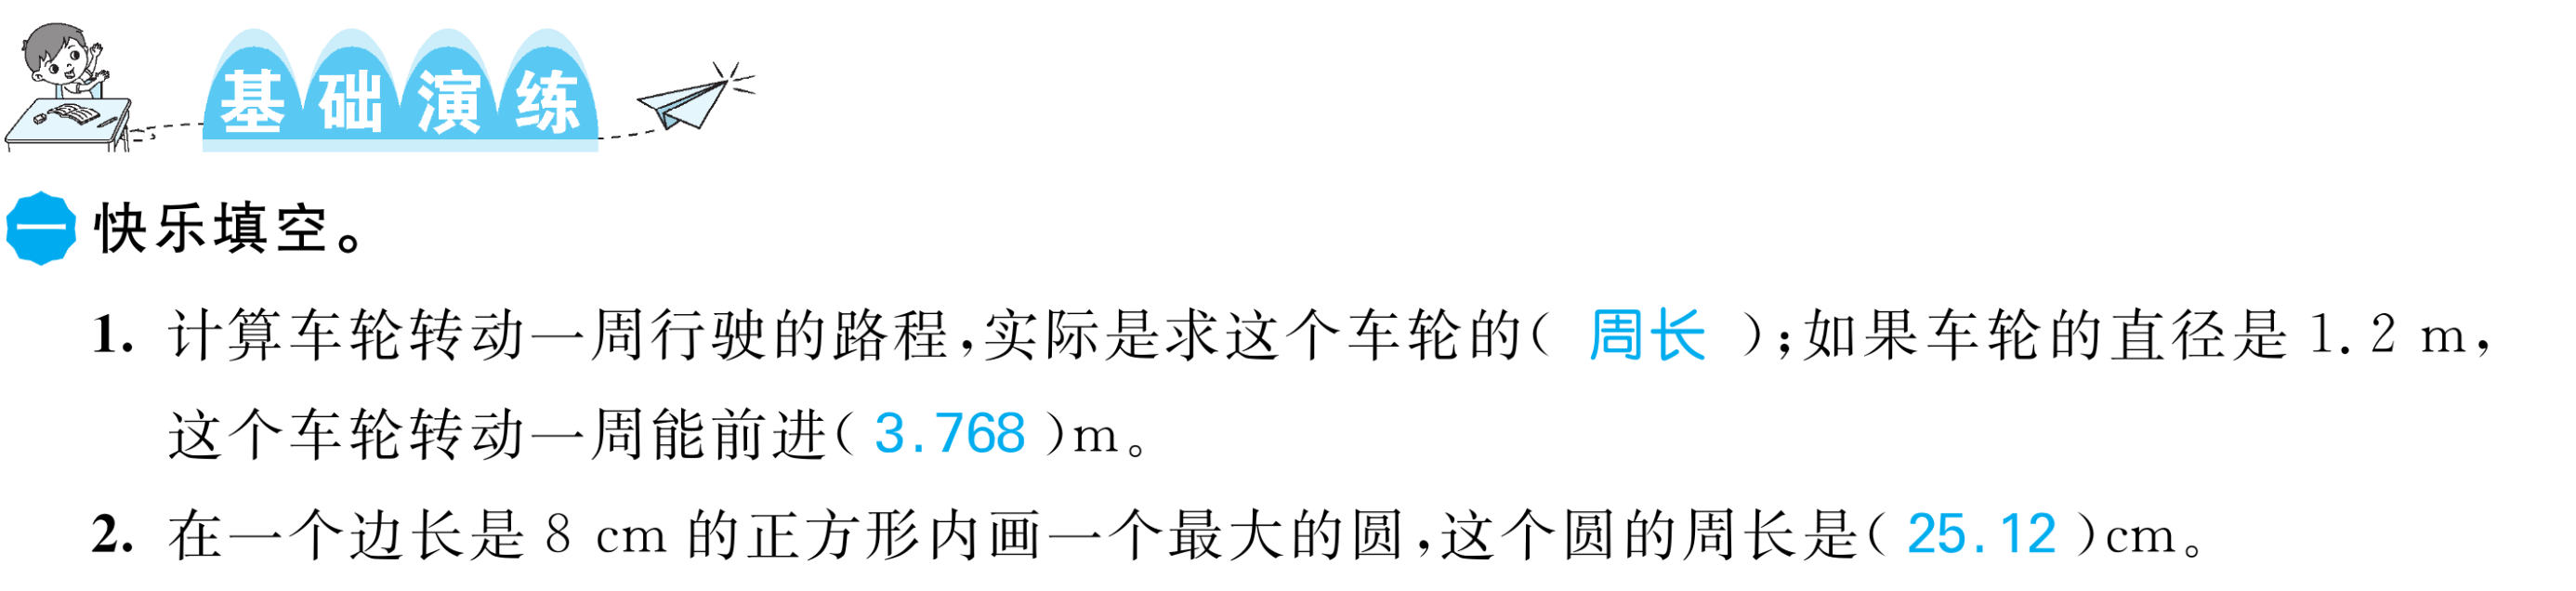 基础演练
一 快乐填空。
1. 计算车轮转动一周行驶的路程,实际是求这个车轮的( 周长 );如果车轮的直径是 1.2 m,
这个车轮转动一周能前进( 3.768 )m。
2. 在一个边长是 8 cm 的正方形内画一个最大的圆,这个圆的周长是( 25.12 )cm。